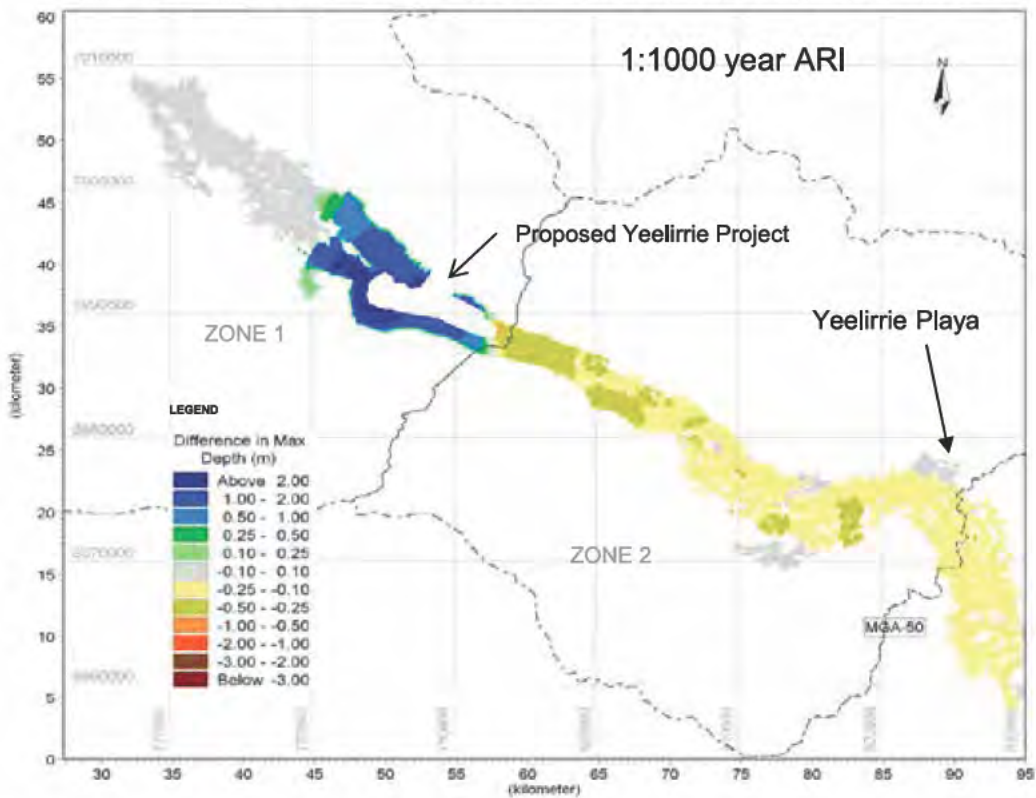 60
55
50
45
40
35
30
25
20
15
10
5
0
(kilometer)
1:1000 year ARI
N
Proposed Yeelirrie Project
Yeelirrie Playa
ZONE 1
ZONE 2
MGA-50
LEGEND
Difference in Max
Depth (m)
Above 2.00
1.00 - 2.00
0.50 - 1.00
0.25 - 0.50
0.10 - 0.25
-0.10 - 0.10
-0.25 - -0.10
-0.50 - -0.25
-1.00 - -0.50
-2.00 - -1.00
-3.00 - -2.00
Below -3.00
30 35 40 45 50 55 60 65 70 75 80 85 90 95
(kilometer)